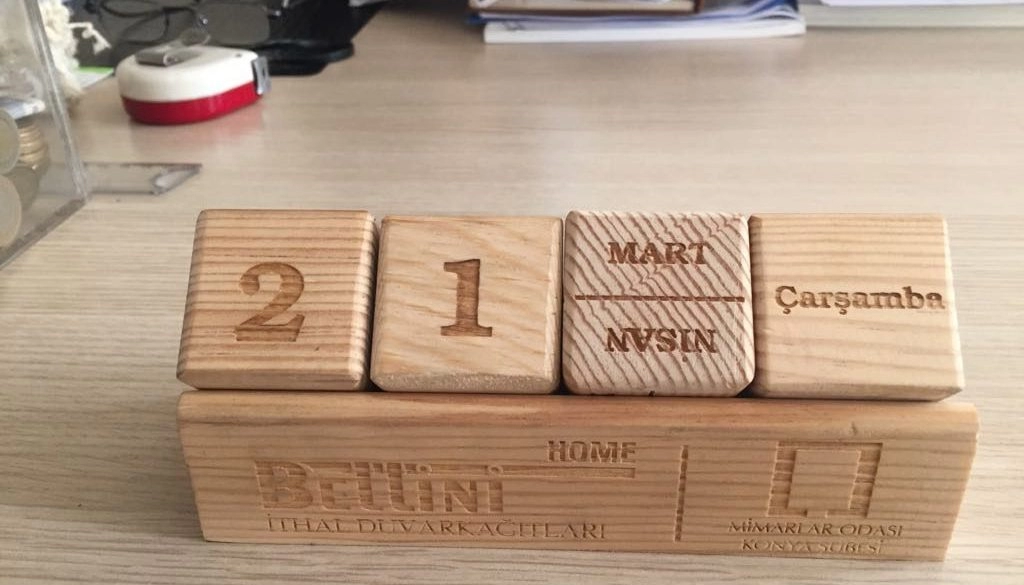 2
1
MART
NİSAN
Çarşamba
HOME
Bellini
İTHAL DUVARKAĞITLARI
MİMARLAR ODASI
KONYA ŞUBESİ